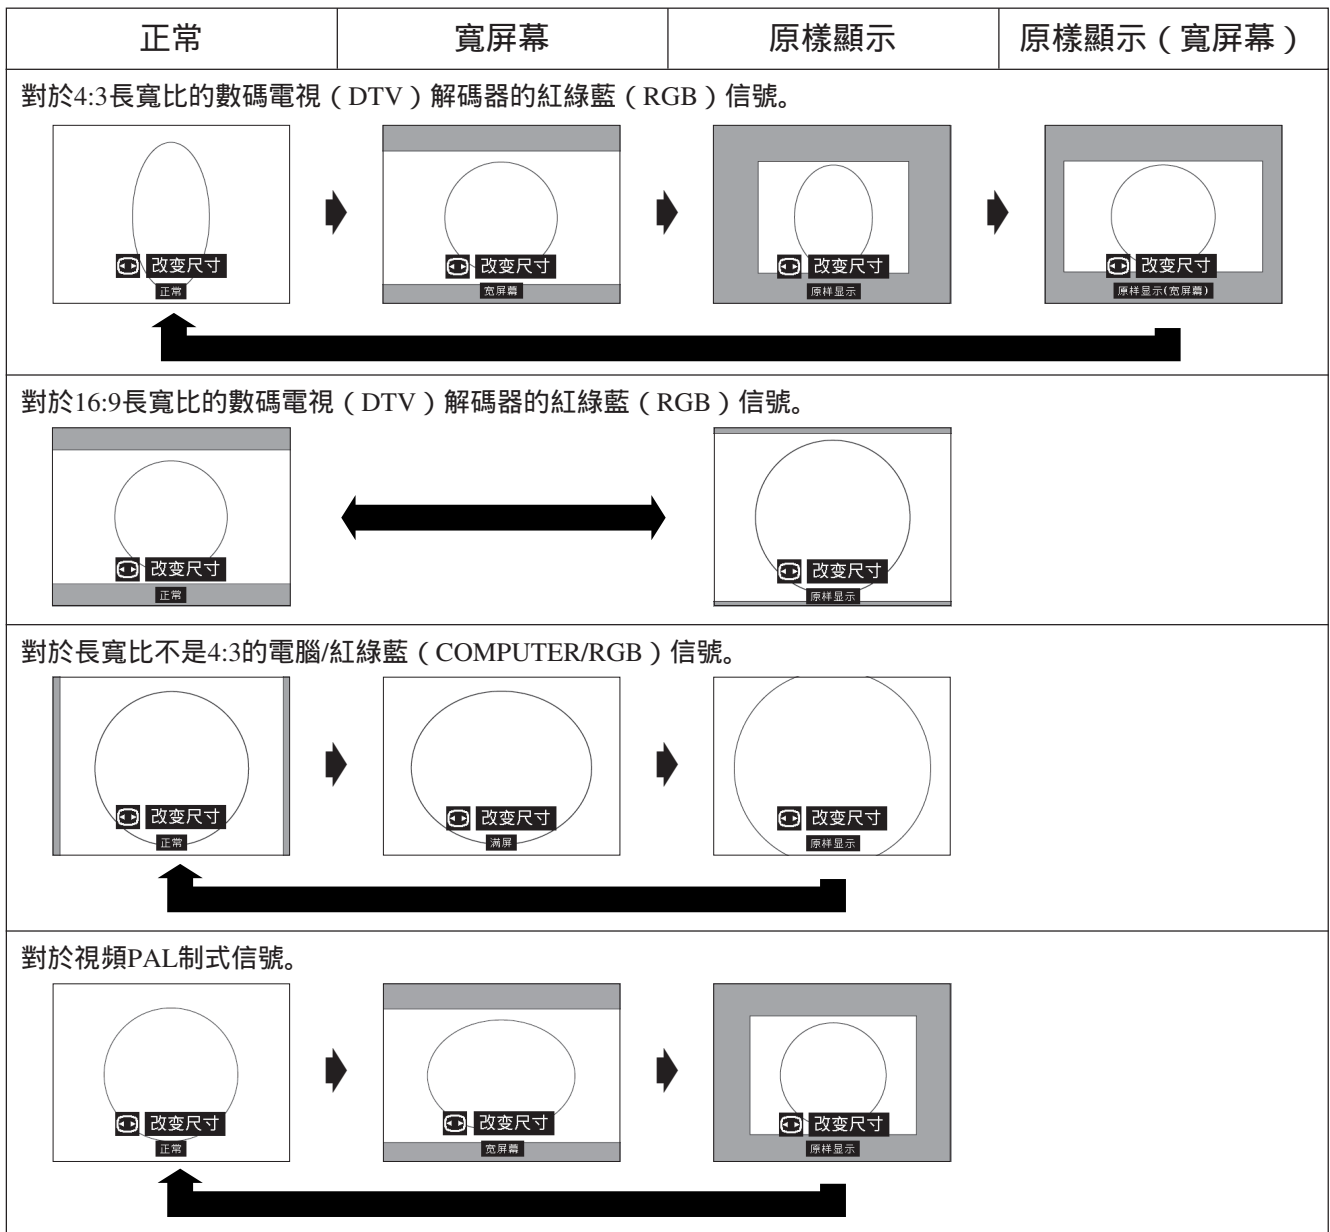 正常 寬屏幕 原樣顯示 原樣顯示（寬屏幕）
對於4:3長寬比的數碼電視（DTV）解碼器的紅綠藍（RGB）信號。
改变尺寸 改变尺寸 改变尺寸 改变尺寸
正常 宽屏幕 原样显示 原样显示(宽屏幕)
對於16:9長寬比的數碼電視（DTV）解碼器的紅綠藍（RGB）信號。
改变尺寸 改变尺寸
正常 原样显示
對於長寬比不是4:3的電腦/紅綠藍（COMPUTER/RGB）信號。
改变尺寸 改变尺寸 改变尺寸
正常 满屏 原样显示
對於視頻PAL制式信號。
改变尺寸 改变尺寸 改变尺寸
正常 宽屏幕 原样显示